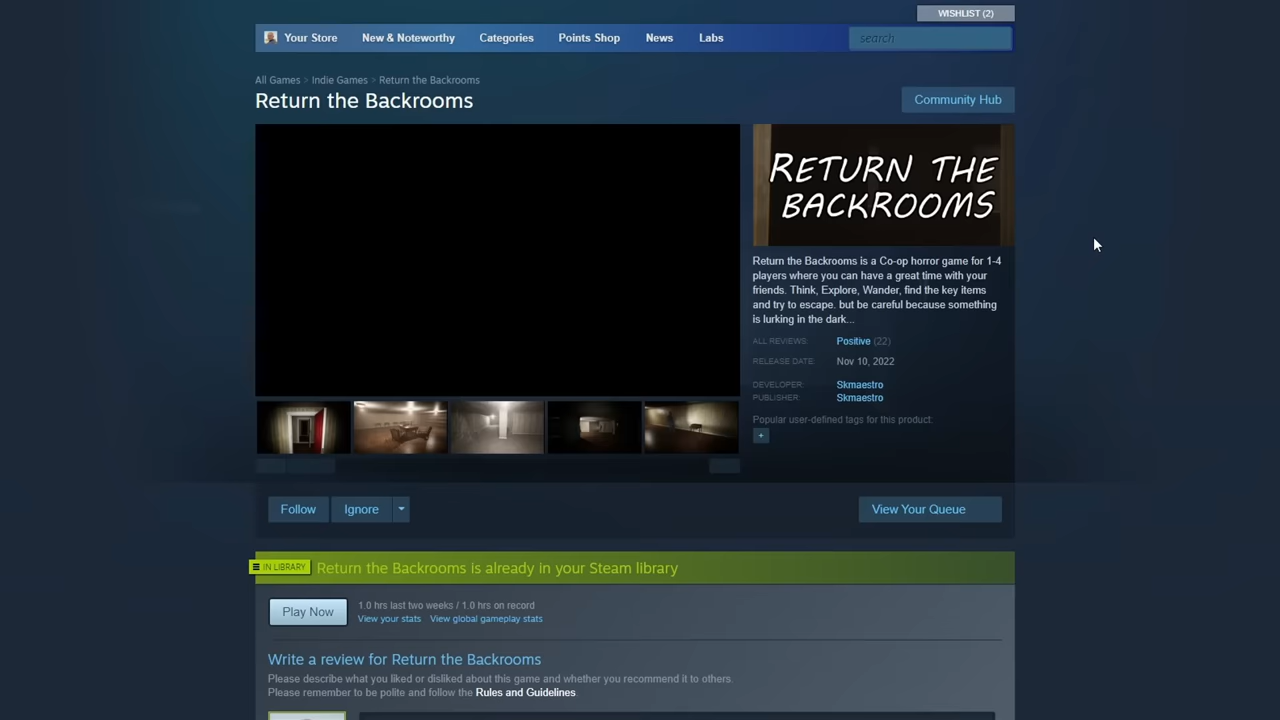 WISHLIST (2)
Your Store New & Noteworthy Categories Points Shop News Labs search
All Games > Indie Games > Return the Backrooms
Return the Backrooms
Community Hub
RETURN THE
BACKROOMS
Return the Backrooms is a Co-op horror game for 1-4
players where you can have a great time with your
friends. Think, Explore, Wander, find the key items
and try to escape. but be careful because something
is lurking in the dark...
ALL REVIEWS: Positive (22)
RELEASE DATE: Nov 10, 2022
DEVELOPER: Skmaestro
PUBLISHER: Skmaestro
Popular user-defined tags for this product:
+
Follow Ignore View Your Queue
IN LIBRARY Return the Backrooms is already in your Steam library
Play Now
1.0 hrs last two weeks / 1.0 hrs on record
View your stats View global gameplay stats
Write a review for Return the Backrooms
Please describe what you liked or disliked about this game and whether you recommend it to others.
Please remember to be polite and follow the Rules and Guidelines.